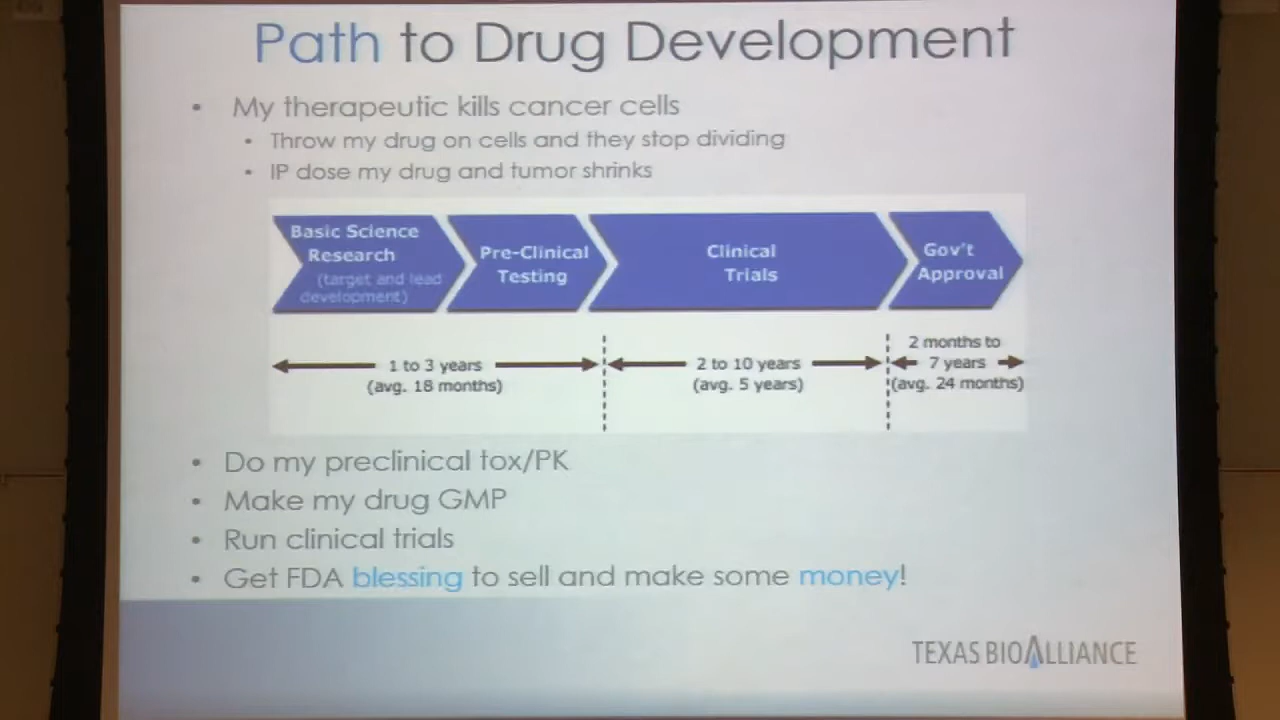 Path to Drug Development
• My therapeutic kills cancer cells
• Throw my drug on cells and they stop dividing
• IP dose my drug and tumor shrinks
Basic Science
Research
(target and lead
development)
Pre-Clinical
Testing
Clinical
Trials
Gov't
Approval
1 to 3 years
(avg. 18 months)
2 to 10 years
(avg. 5 years)
2 months to
7 years
(avg. 24 months)
• Do my preclinical tox/PK
• Make my drug GMP
• Run clinical trials
• Get FDA blessing to sell and make some money!
TEXAS BIOALLIANCE